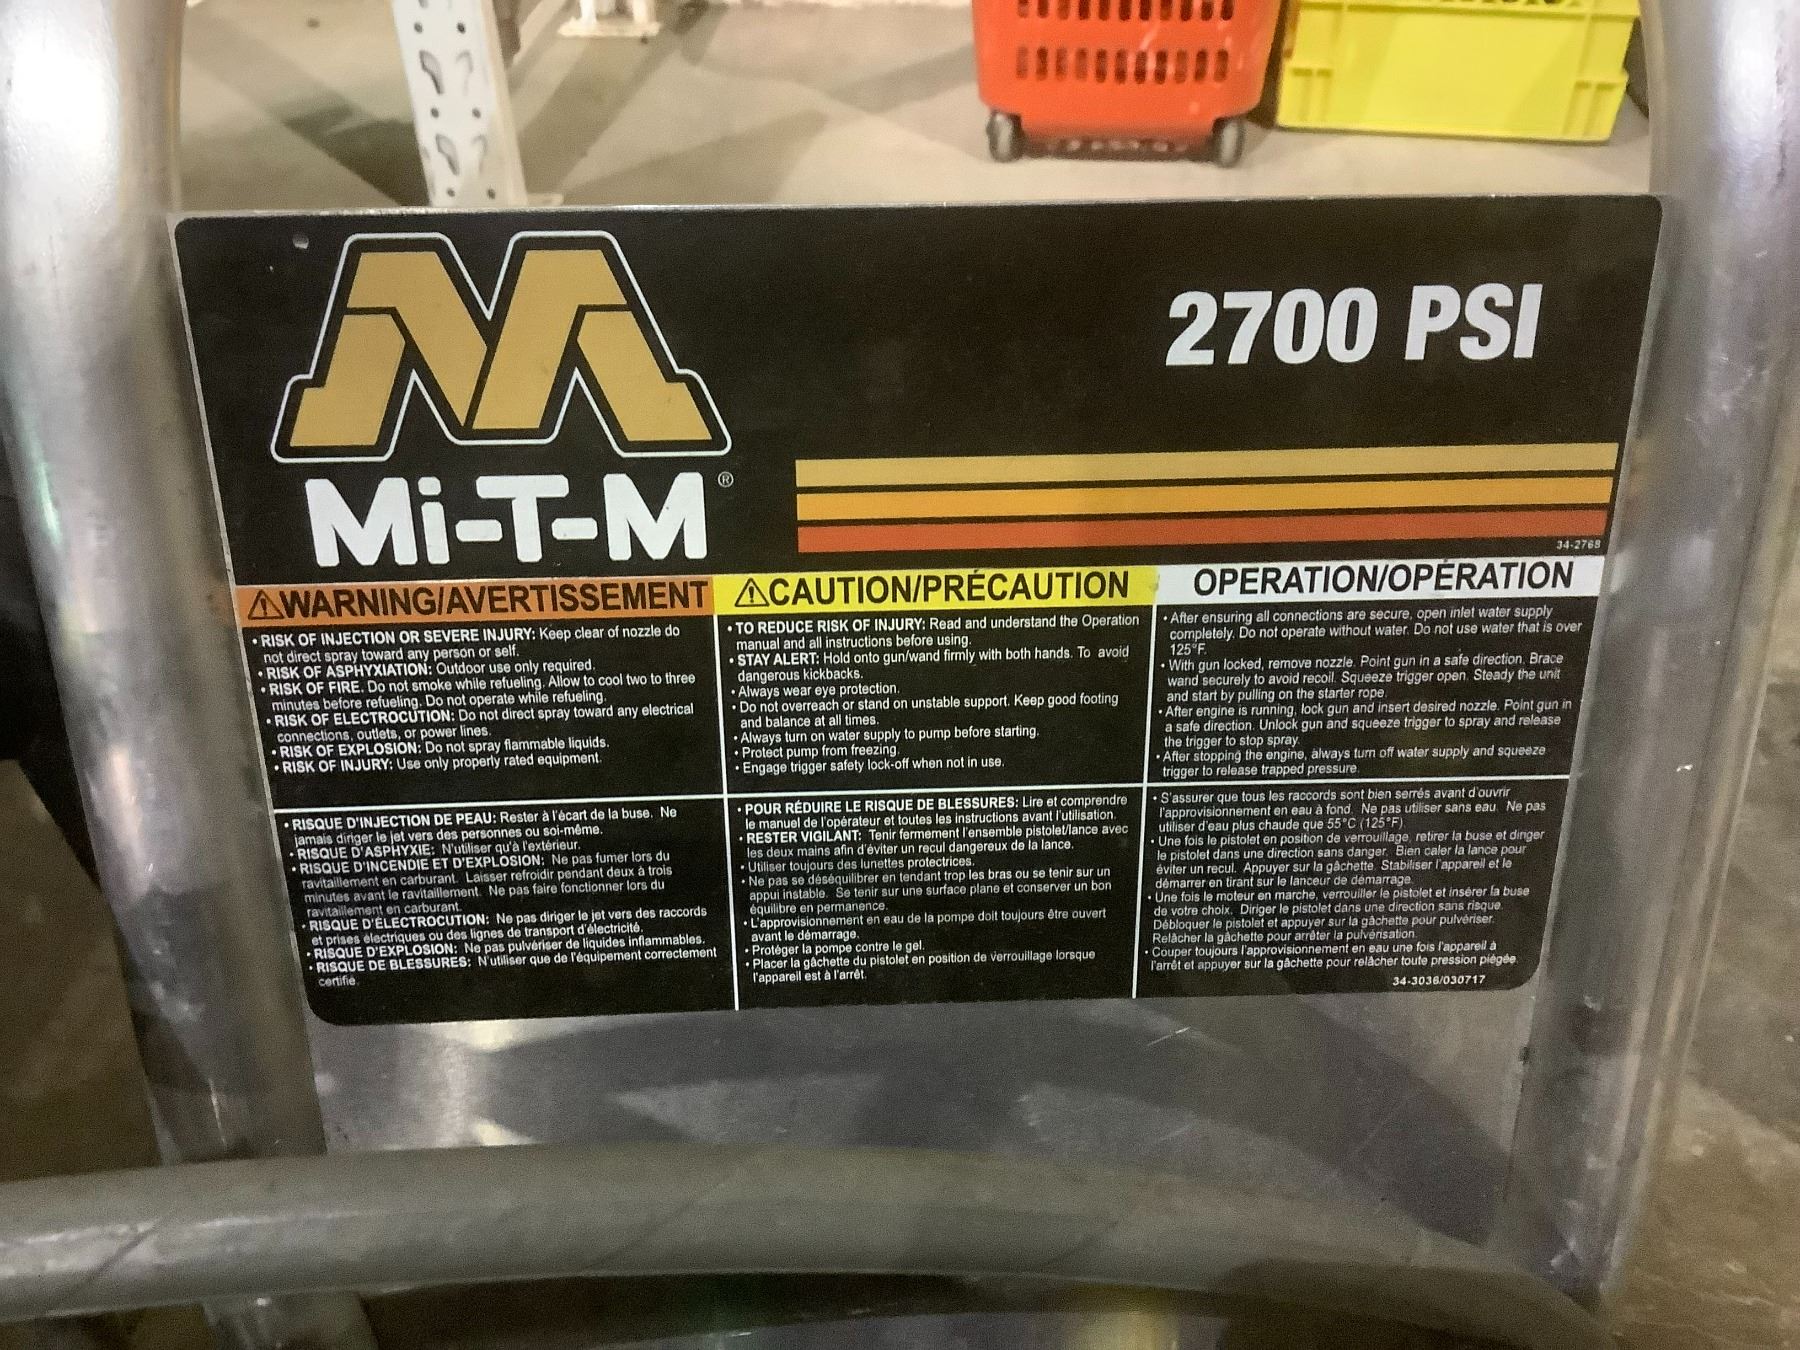 2700 PSI
Mi-T-M®
34-2768
⚠WARNING/AVERTISSEMENT
• RISK OF INJECTION OR SEVERE INJURY: Keep clear of nozzle do
not direct spray toward any person or self.
• RISK OF ASPHYXIATION: Outdoor use only required.
• RISK OF FIRE. Do not smoke while refueling. Allow to cool two to three
minutes before refueling. Do not operate while refueling.
• RISK OF ELECTROCUTION: Do not direct spray toward any electrical
connections, outlets, or power lines.
• RISK OF EXPLOSION: Do not spray flammable liquids.
• RISK OF INJURY: Use only properly rated equipment.
• RISQUE D'INJECTION DE PEAU: Rester à l'écart de la buse. Ne
jamais diriger le jet vers des personnes ou soi-même.
• RISQUE D'ASPHYXIE: N'utiliser qu'à l'extérieur.
• RISQUE D'INCENDIE ET D'EXPLOSION: Ne pas fumer lors du
ravitaillement en carburant. Laisser refroidir pendant deux à trois
minutes avant le ravitaillement. Ne pas faire fonctionner lors du
ravitaillement en carburant.
• RISQUE D'ÉLECTROCUTION: Ne pas diriger le jet vers des raccords
et prises électriques ou des lignes de transport d'électricité.
• RISQUE D'EXPLOSION: Ne pas pulvériser de liquides inflammables.
• RISQUE DE BLESSURES: N'utiliser que de l'équipement correctement
certifie.
⚠CAUTION/PRÉCAUTION
• TO REDUCE RISK OF INJURY: Read and understand the Operation
manual and all instructions before using.
• STAY ALERT: Hold onto gun/wand firmly with both hands. To avoid
dangerous kickbacks.
• Always wear eye protection.
• Do not overreach or stand on unstable support. Keep good footing
and balance at all times.
• Always turn on water supply to pump before starting.
• Protect pump from freezing.
• Engage trigger safety lock-off when not in use.
• POUR RÉDUIRE LE RISQUE DE BLESSURES: Lire et comprendre
le manuel de l'opérateur et toutes les instructions avant l'utilisation.
• RESTER VIGILANT: Tenir fermement l'ensemble pistolet/lance avec
les deux mains afin d'éviter un recul dangereux de la lance.
• Utiliser toujours des lunettes protectrices.
• Ne pas se déséquilibrer en tendant trop les bras ou se tenir sur un
appui instable. Se tenir sur une surface plane et conserver un bon
équilibre en permanence.
• L'approvisionnement en eau de la pompe doit toujours être ouvert
avant le démarrage.
• Protéger la pompe contre le gel.
• Placer la gâchette du pistolet en position de verrouillage lorsque
l'appareil est à l'arrêt.
OPERATION/OPÉRATION
• After ensuring all connections are secure, open inlet water supply
completely. Do not operate without water. Do not use water that is over
125°F.
• With gun locked, remove nozzle. Point gun in a safe direction. Brace
wand securely to avoid recoil. Squeeze trigger open. Steady the unit
and start by pulling on the starter rope.
• After engine is running, lock gun and insert desired nozzle. Point gun in
a safe direction. Unlock gun and squeeze trigger to spray and release
the trigger to stop spray.
• After stopping the engine, always turn off water supply and squeeze
trigger to release trapped pressure.
• S'assurer que tous les raccords sont bien serrés avant d'ouvrir
l'approvisionnement en eau à fond. Ne pas utiliser sans eau. Ne pas
utiliser d'eau plus chaude que 55°C (125°F).
• Une fois le pistolet en position de verrouillage, retirer la buse et diriger
le pistolet dans une direction sans danger. Bien caler la lance pour
éviter un recul. Appuyer sur la gâchette. Stabiliser l'appareil et le
démarrer en tirant sur le lanceur de démarrage.
• Une fois le moteur en marche, verrouiller le pistolet et insérer la buse
de votre choix. Diriger le pistolet dans une direction sans risque.
Débloquer le pistolet et appuyer sur la gâchette pour pulvériser.
Relâcher la gâchette pour arrêter la pulvérisation.
• Couper toujours l'approvisionnement en eau une fois l'appareil à
l'arrêt et appuyer sur la gâchette pour relâcher toute pression piégée.
34-3036/030717